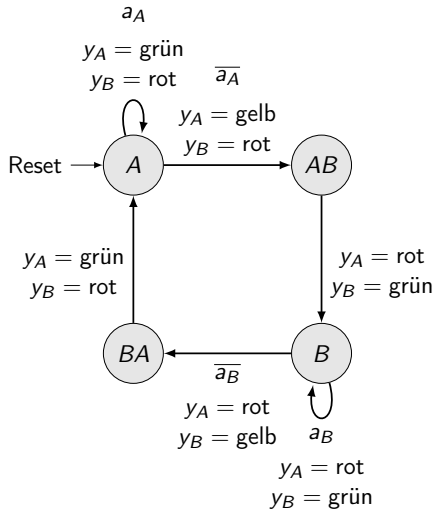 a_A
y_A = grün
y_B = rot
\overline{a_A}
y_A = gelb
y_B = rot
Reset
A
AB
y_A = grün
y_B = rot
y_A = rot
y_B = grün
BA
B
\overline{a_B}
y_A = rot
y_B = gelb
a_B
y_A = rot
y_B = grün